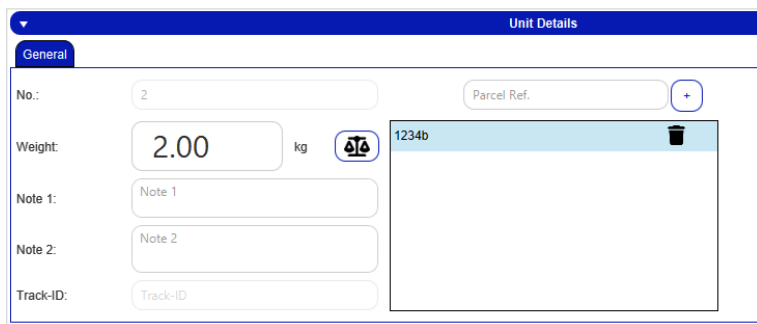 Unit Details
General
No.:
2
Parcel Ref.
+
Weight:
2.00
kg
1234b
Note 1:
Note 1
Note 2:
Note 2
Track-ID:
Track-ID